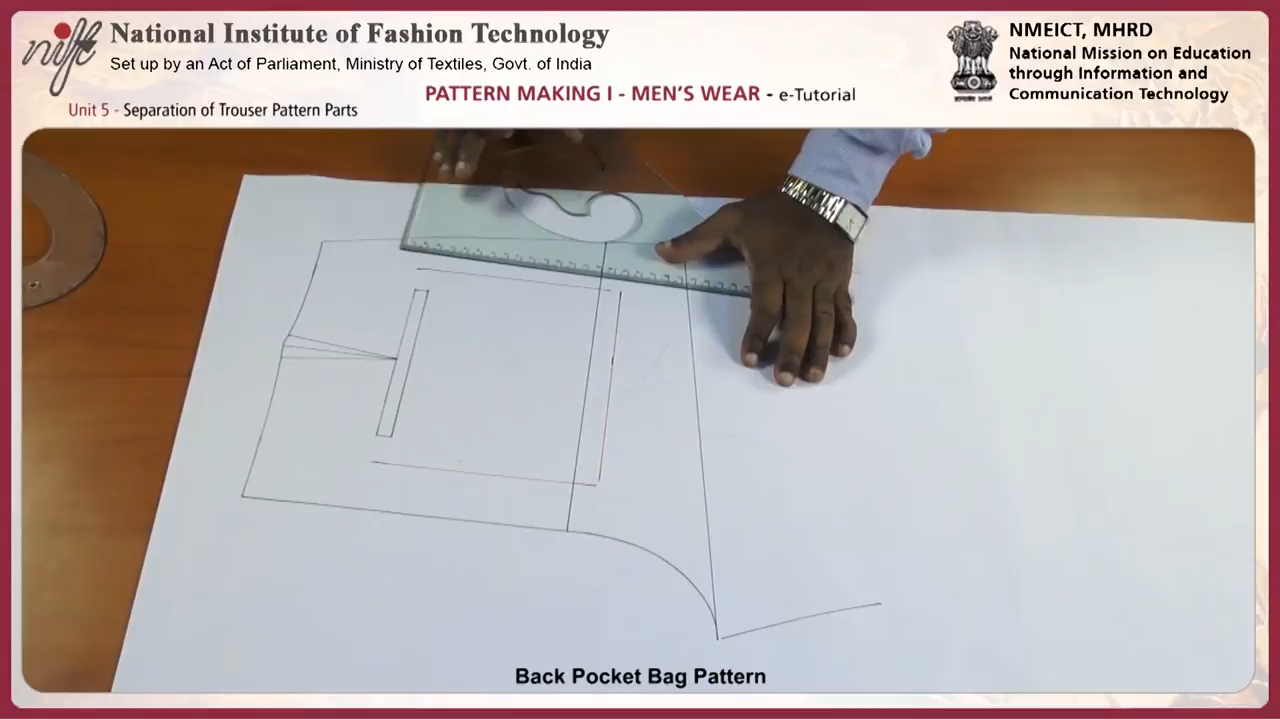 nift
National Institute of Fashion Technology
Set up by an Act of Parliament, Ministry of Textiles, Govt. of India
PATTERN MAKING I - MEN'S WEAR - e-Tutorial
Unit 5 - Separation of Trouser Pattern Parts
NMEICT, MHRD
National Mission on Education
through Information and
Communication Technology
Back Pocket Bag Pattern